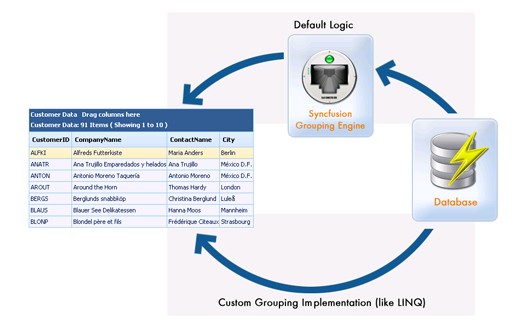 Default Logic
Syncfusion
Grouping Engine
Customer Data Drag columns here
Customer Data: 91 Items ( Showing 1 to 10 )
CustomerID CompanyName ContactName City
ALFKI Alfreds Futterkiste Maria Anders Berlin
ANATR Ana Trujillo Emparedados y helados Ana Trujillo México D.F.
ANTON Antonio Moreno Taquería Antonio Moreno México D.F.
AROUT Around the Horn Thomas Hardy London
BERGS Berglunds snabbköp Christina Berglund Luleå
BLAUS Blauer See Delikatessen Hanna Moos Mannheim
BLONP Blondel père et fils Frédérique Citeaux Strasbourg
Database
Custom Grouping Implementation (like LINQ)